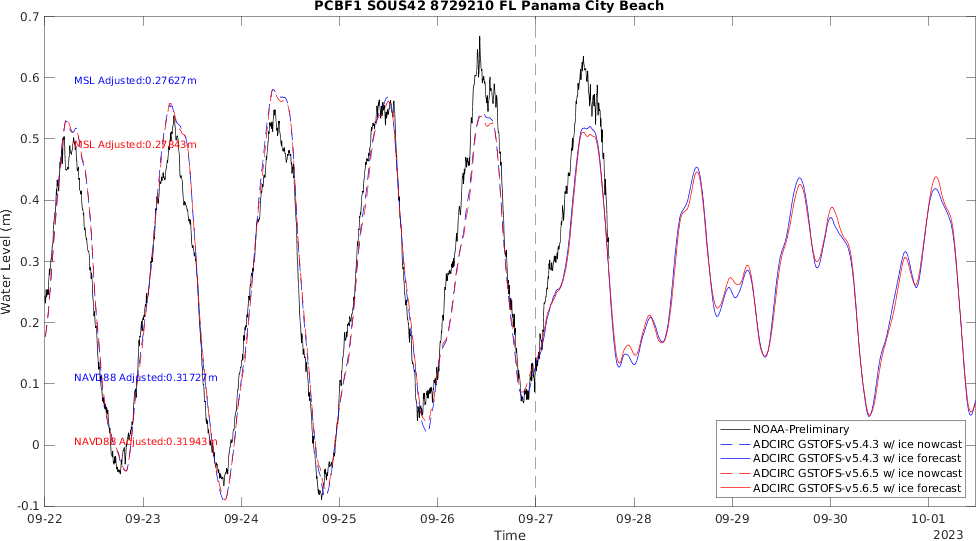 PCBF1 SOUS42 8729210 FL Panama City Beach
0.7
0.6
0.5
0.4
0.3
0.2
0.1
0
-0.1
Water Level (m)
MSL Adjusted:0.27627m
MSL Adjusted:0.27843m
NAVD88 Adjusted:0.31727m
NAVD88 Adjusted:0.31943m
NOAA-Preliminary
ADCIRC GSTOFS-v5.4.3 w/ ice nowcast
ADCIRC GSTOFS-v5.4.3 w/ ice forecast
ADCIRC GSTOFS-v5.6.5 w/ ice nowcast
ADCIRC GSTOFS-v5.6.5 w/ ice forecast
09-22 09-23 09-24 09-25 09-26 09-27 09-28 09-29 09-30 10-01
Time
2023